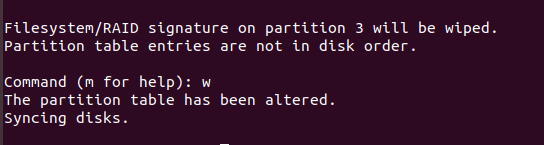 Filesystem/RAID signature on partition 3 will be wiped.
Partition table entries are not in disk order.
Command (m for help): w
The partition table has been altered.
Syncing disks.